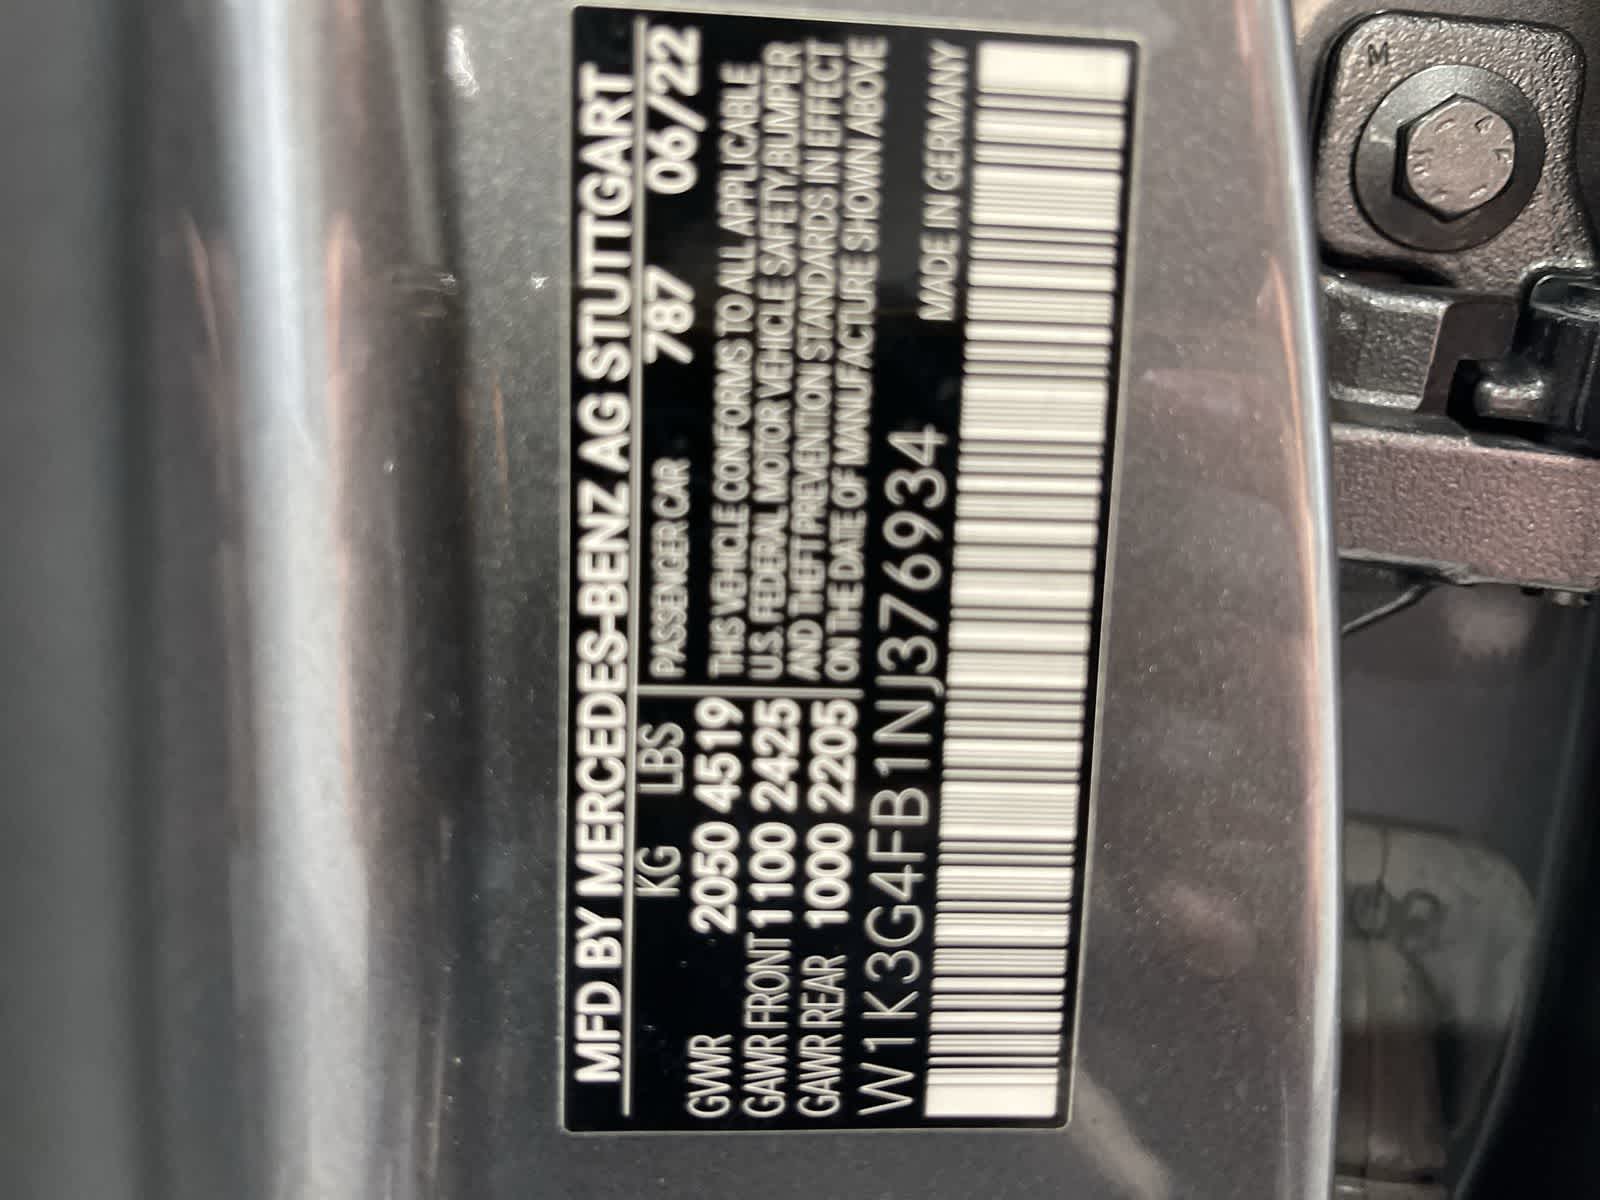 MFD BY MERCEDES-BENZ AG STUTTGART
KG LBS PASSENGER CAR 787 06/22
GVWR 2050 4519
GAWR FRONT 1100 2425
GAWR REAR 1000 2205
THIS VEHICLE CONFORMS TO ALL APPLICABLE
U.S. FEDERAL MOTOR VEHICLE SAFETY, BUMPER
AND THEFT PREVENTION STANDARDS IN EFFECT
ON THE DATE OF MANUFACTURE SHOWN ABOVE
W1K3G4FB1NJ376934
MADE IN GERMANY
M